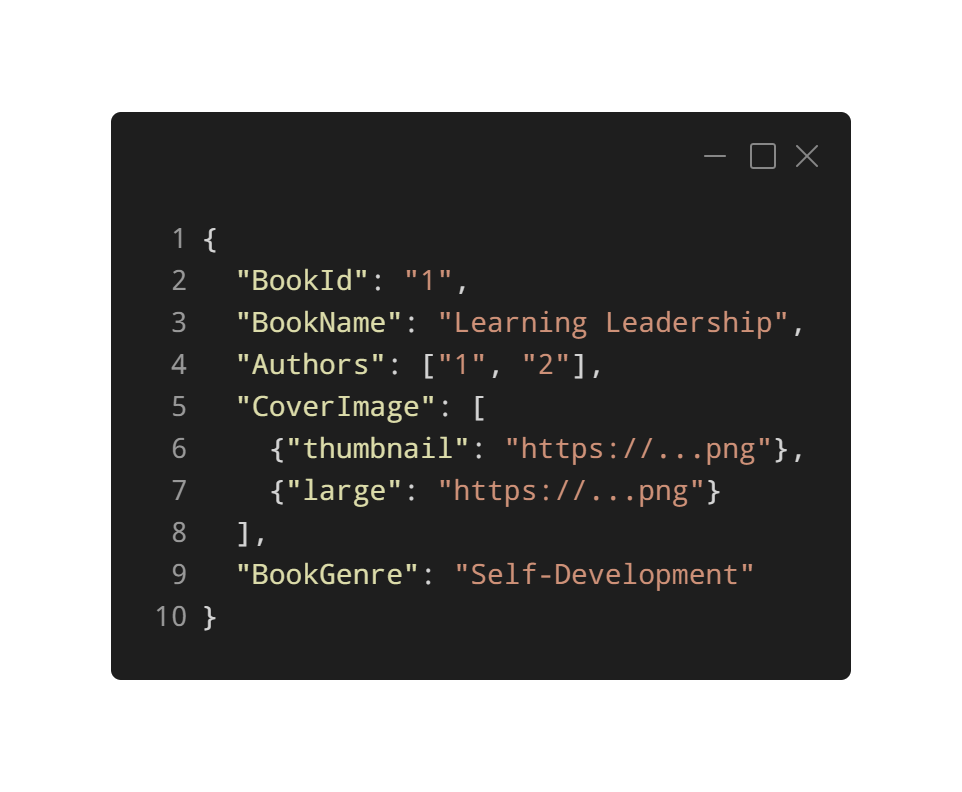 1 {
2   "BookId": "1",
3   "BookName": "Learning Leadership",
4   "Authors": ["1", "2"],
5   "CoverImage": [
6     {"thumbnail": "https://...png"},
7     {"large": "https://...png"}
8   ],
9   "BookGenre": "Self-Development"
10 }